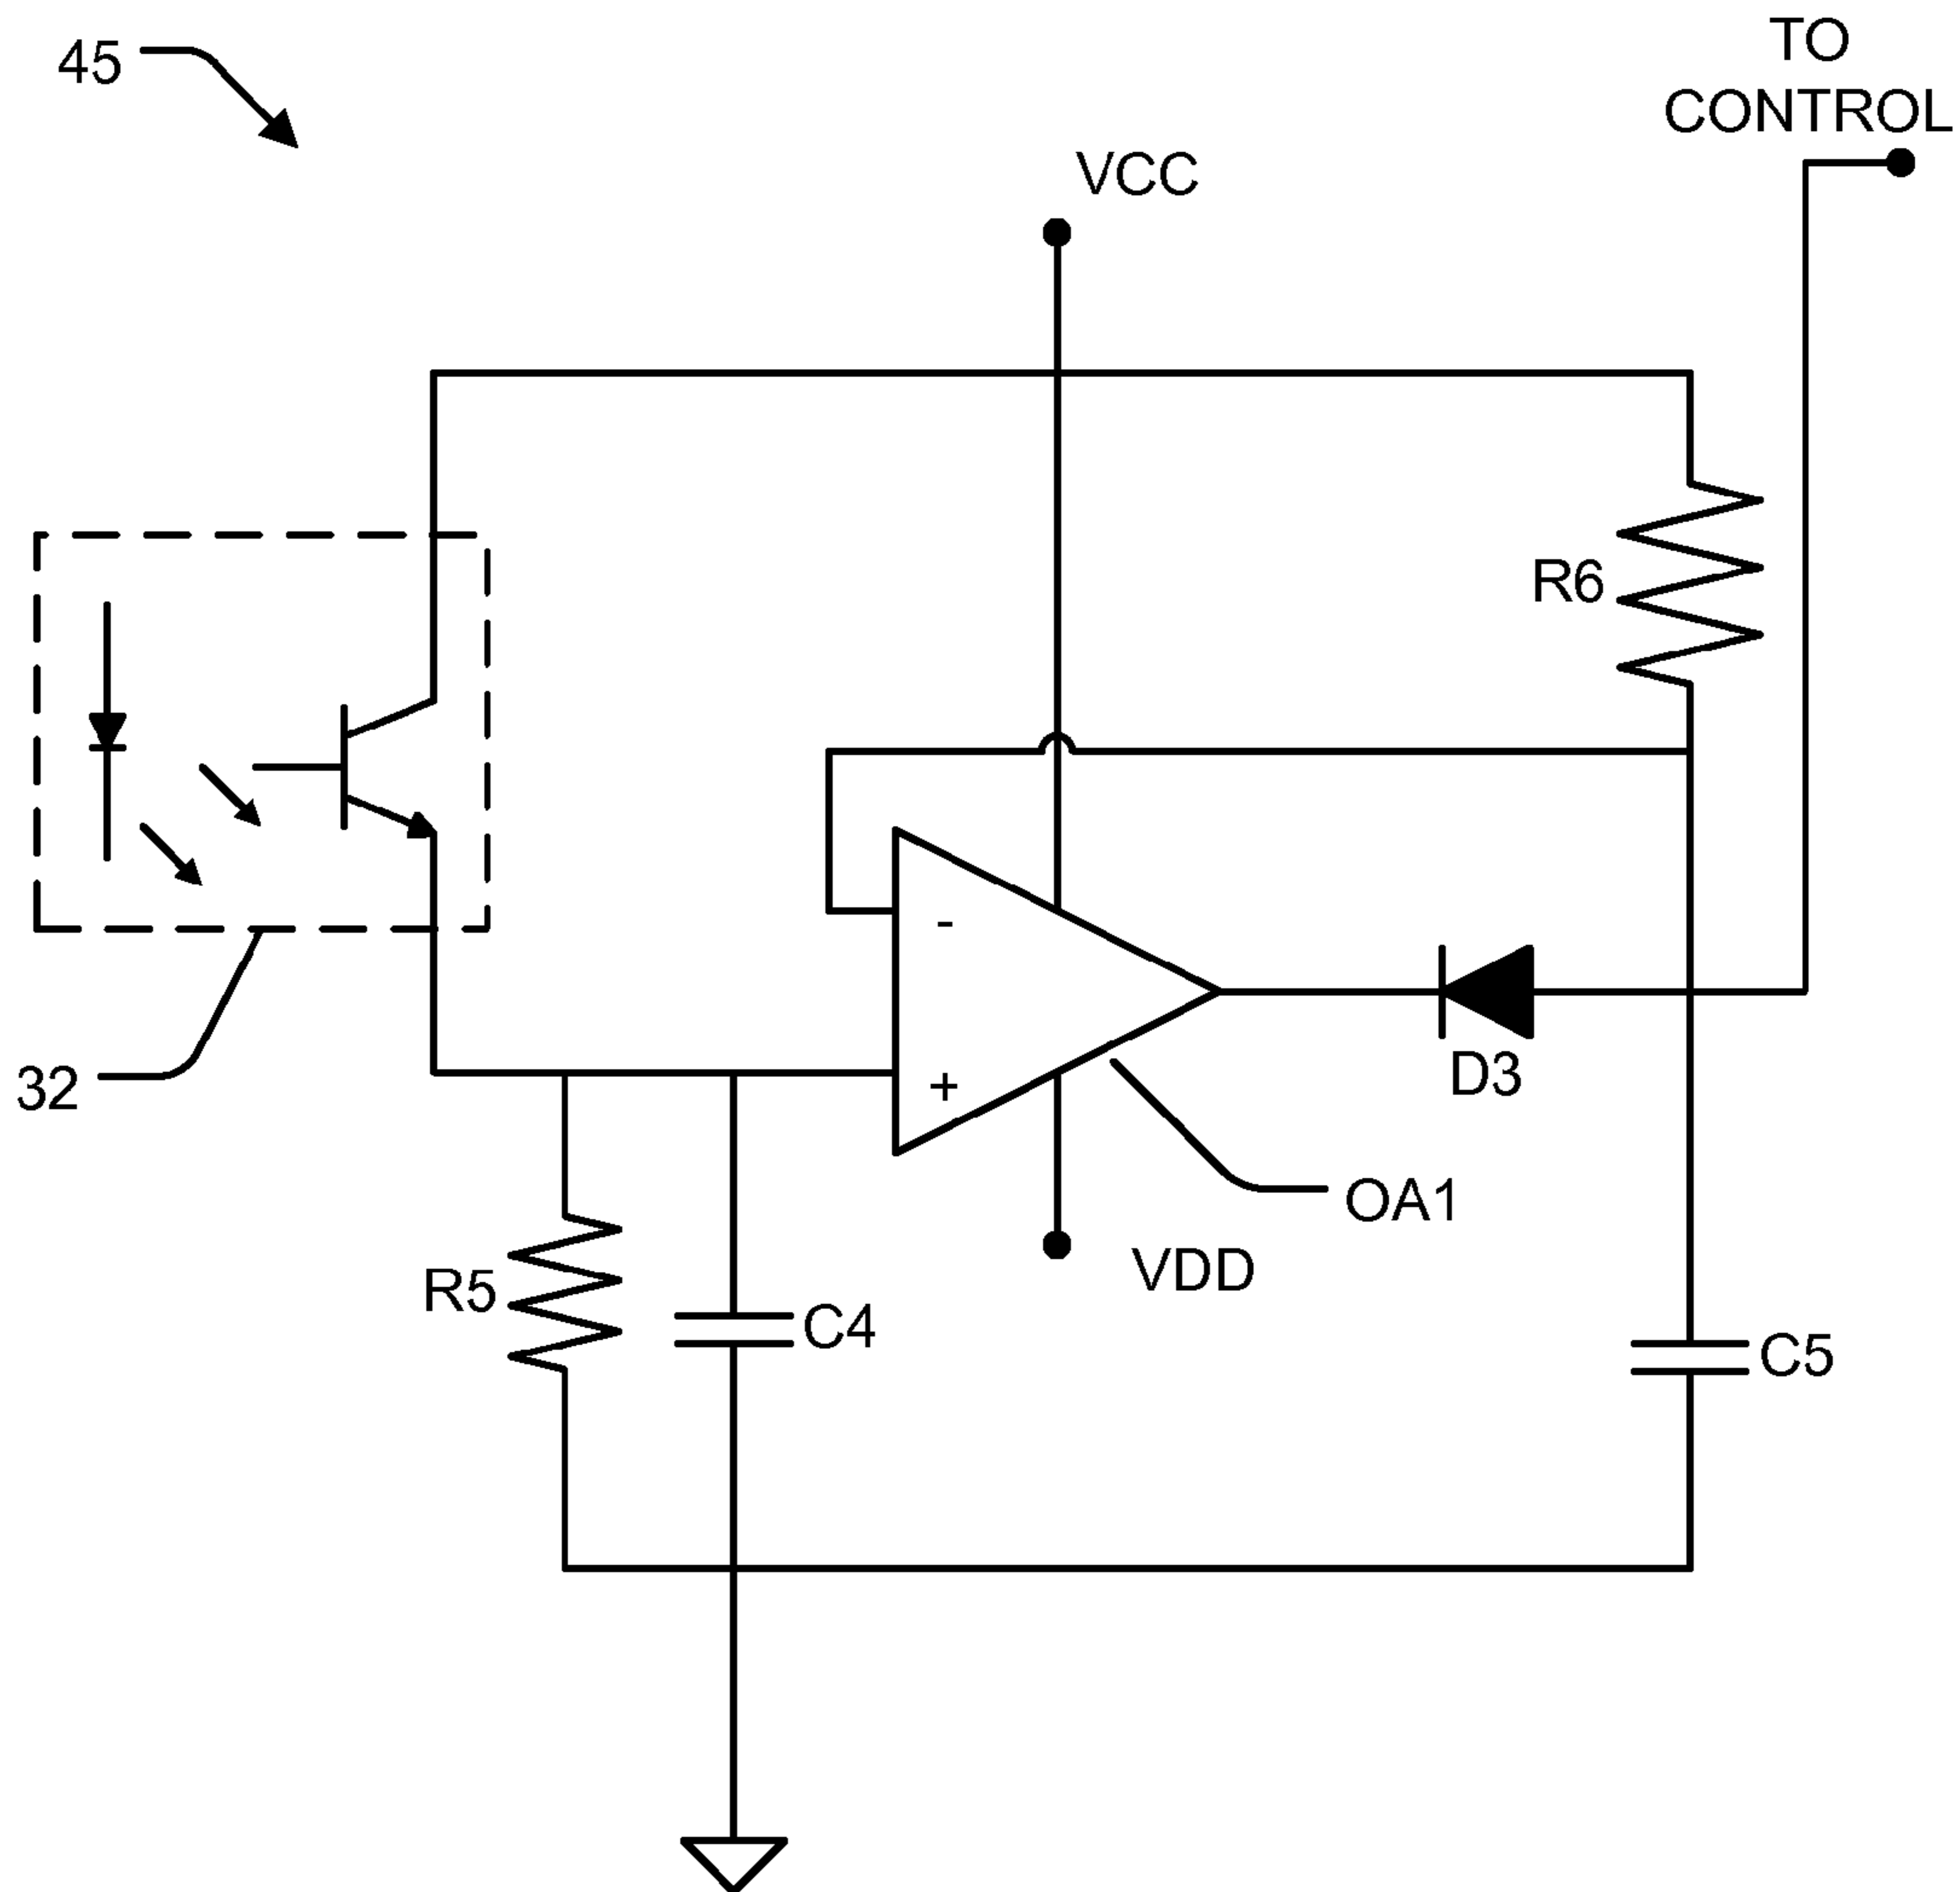 45
TO
CONTROL
VCC
R6
-
+
32
D3
OA1
VDD
R5
C4
C5